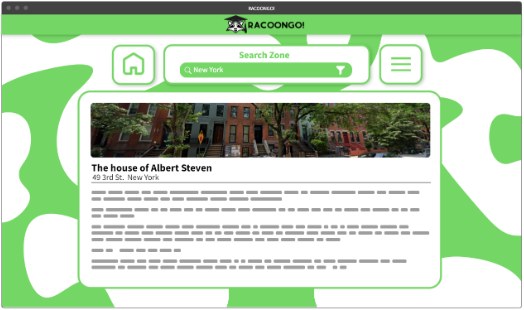 RACOONGO!
RACOONGO!
Search Zone
New York
The house of Albert Steven
49 3rd St. New York